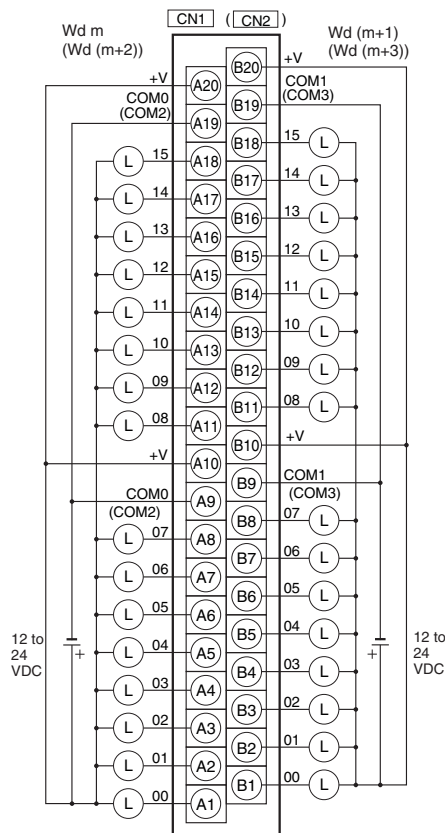 CN1 ( CN2 )
Wd m
(Wd (m+2))
Wd (m+1)
(Wd (m+3))
+V A20
B20 +V
COM0
(COM2) A19
B19 COM1
(COM3)
L 15 A18
B18 15 L
L 14 A17
B17 14 L
L 13 A16
B16 13 L
L 12 A15
B15 12 L
L 11 A14
B14 11 L
L 10 A13
B13 10 L
L 09 A12
B12 09 L
L 08 A11
B11 08 L
+V A10
B10 +V
COM0
(COM2) A9
B9 COM1
(COM3)
L 07 A8
B8 07 L
L 06 A7
B7 06 L
L 05 A6
B6 05 L
L 04 A5
B5 04 L
L 03 A4
B4 03 L
L 02 A3
B3 02 L
L 01 A2
B2 01 L
L 00 A1
B1 00 L
12 to
24
VDC
+
12 to
24
VDC
+